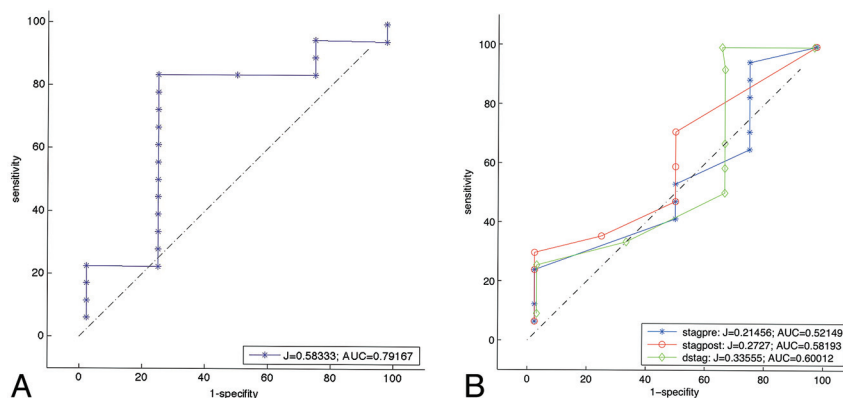 100
80
60
40
20
0
sensitivity
0 20 40 60 80 100
1-specifity
J=0.58333; AUC=0.79167
A
100
80
60
40
20
0
sensitivity
0 20 40 60 80 100
1-specifity
stagpre: J=0.21456; AUC=0.52149
stagpost: J=0.2727; AUC=0.58193
dstag: J=0.33555; AUC=0.60012
B